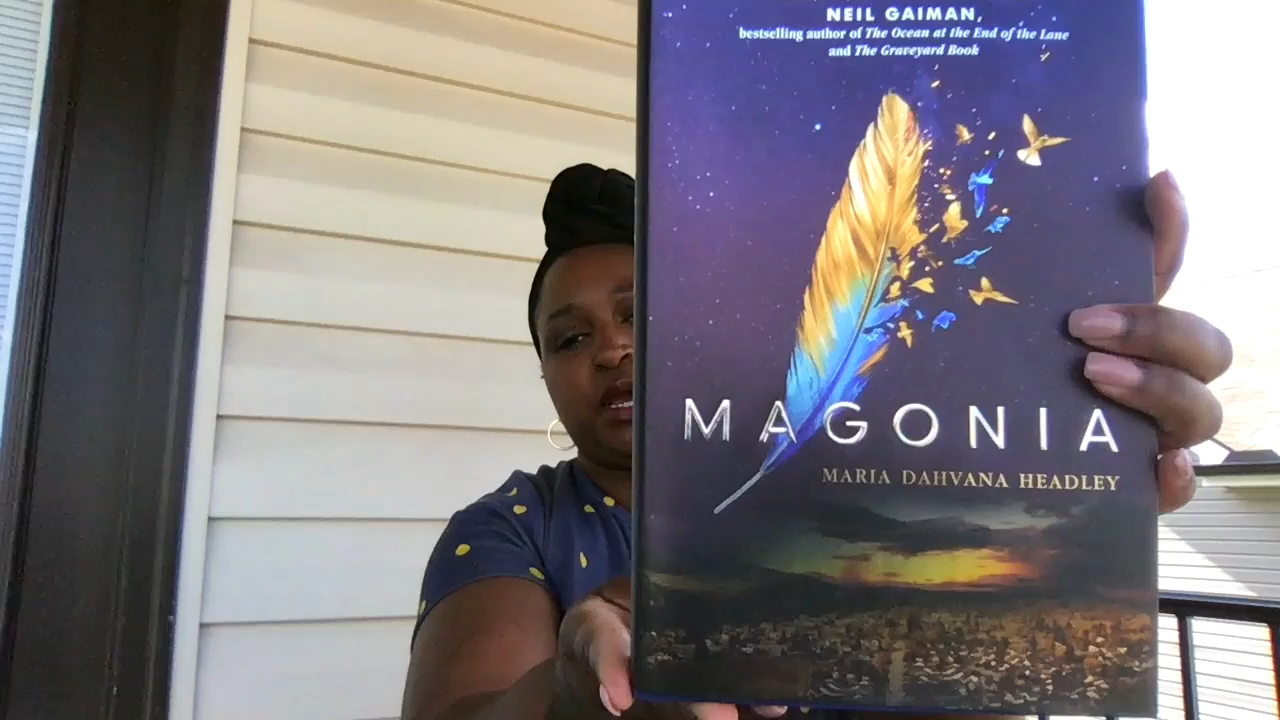 NEIL GAIMAN,
bestselling author of The Ocean at the End of the Lane
and The Graveyard Book
MAGONIA
MARIA DAHVANA HEADLEY